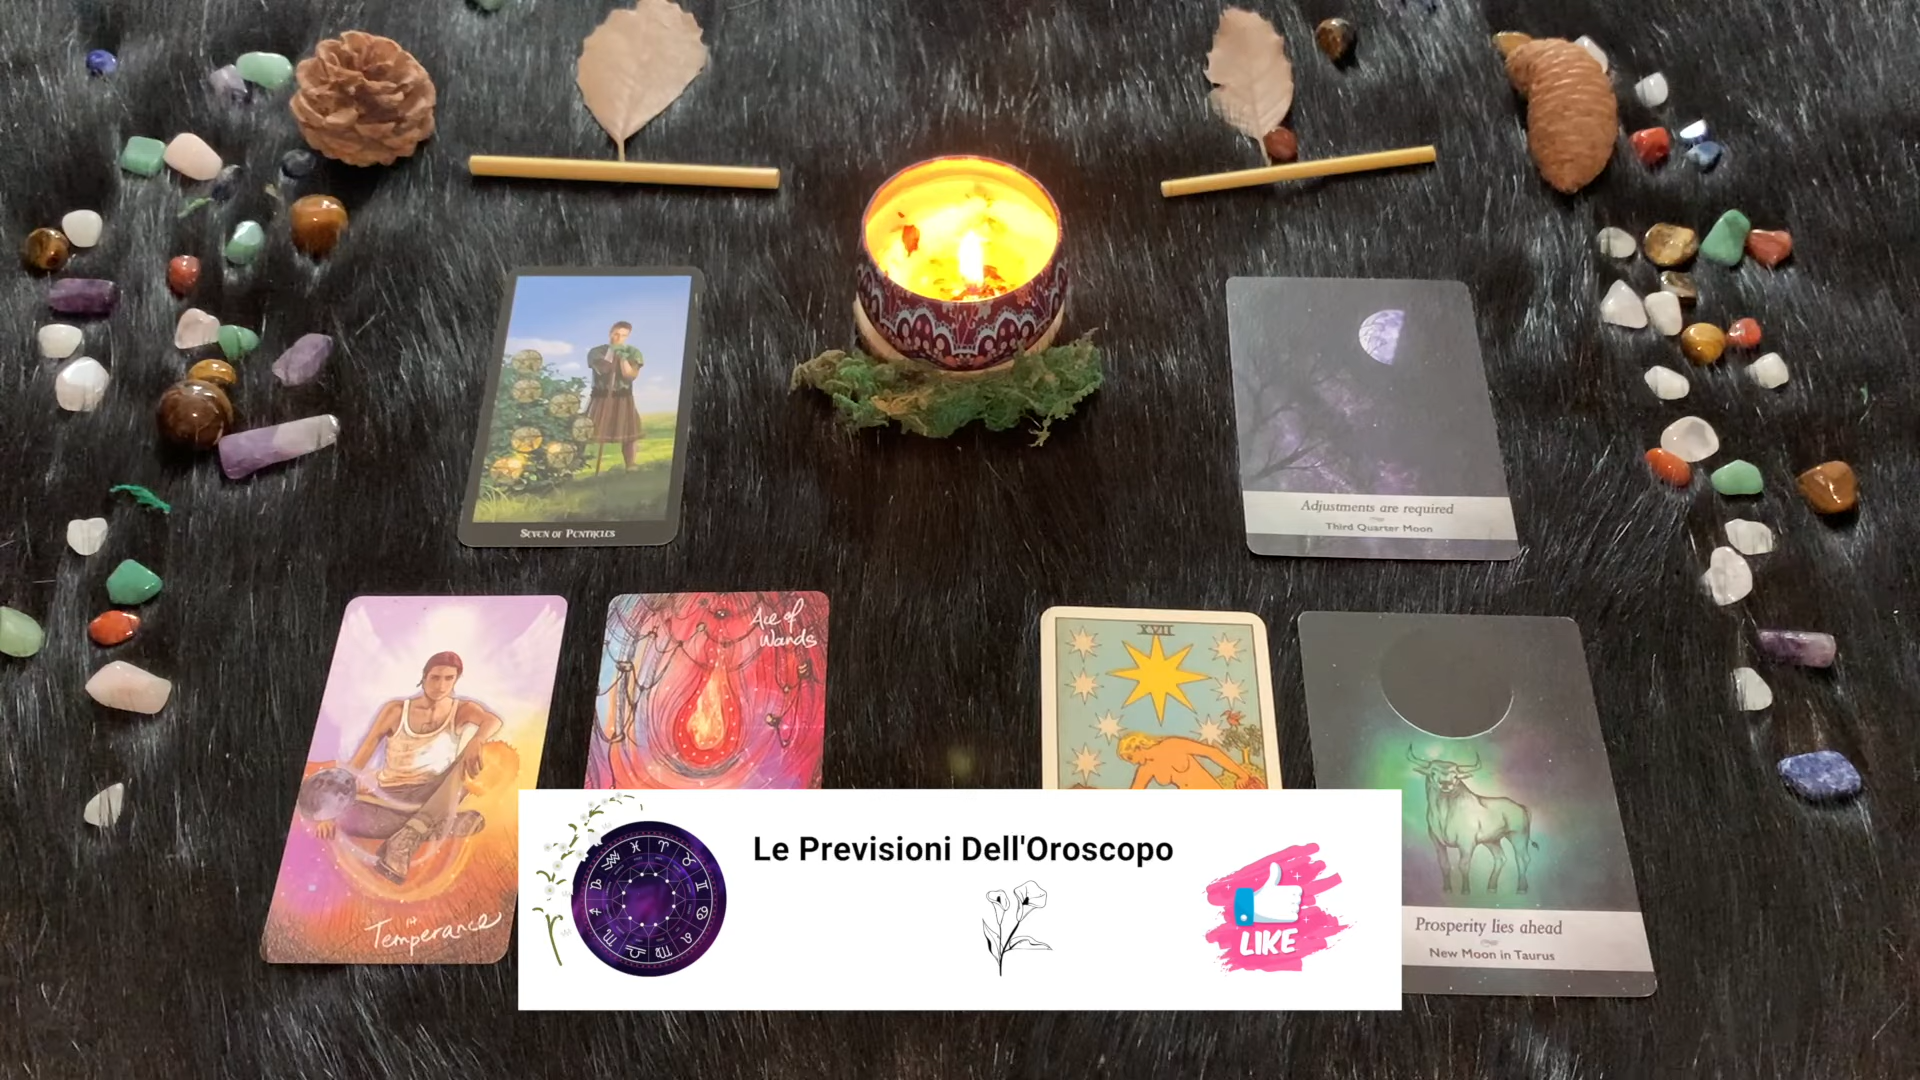 Seven of Pentacles
Adjustments are required
Third Quarter Moon
Ace of
Wands
XVII
14
Temperance
Le Previsioni Dell'Oroscopo
LIKE
Prosperity lies ahead
New Moon in Taurus